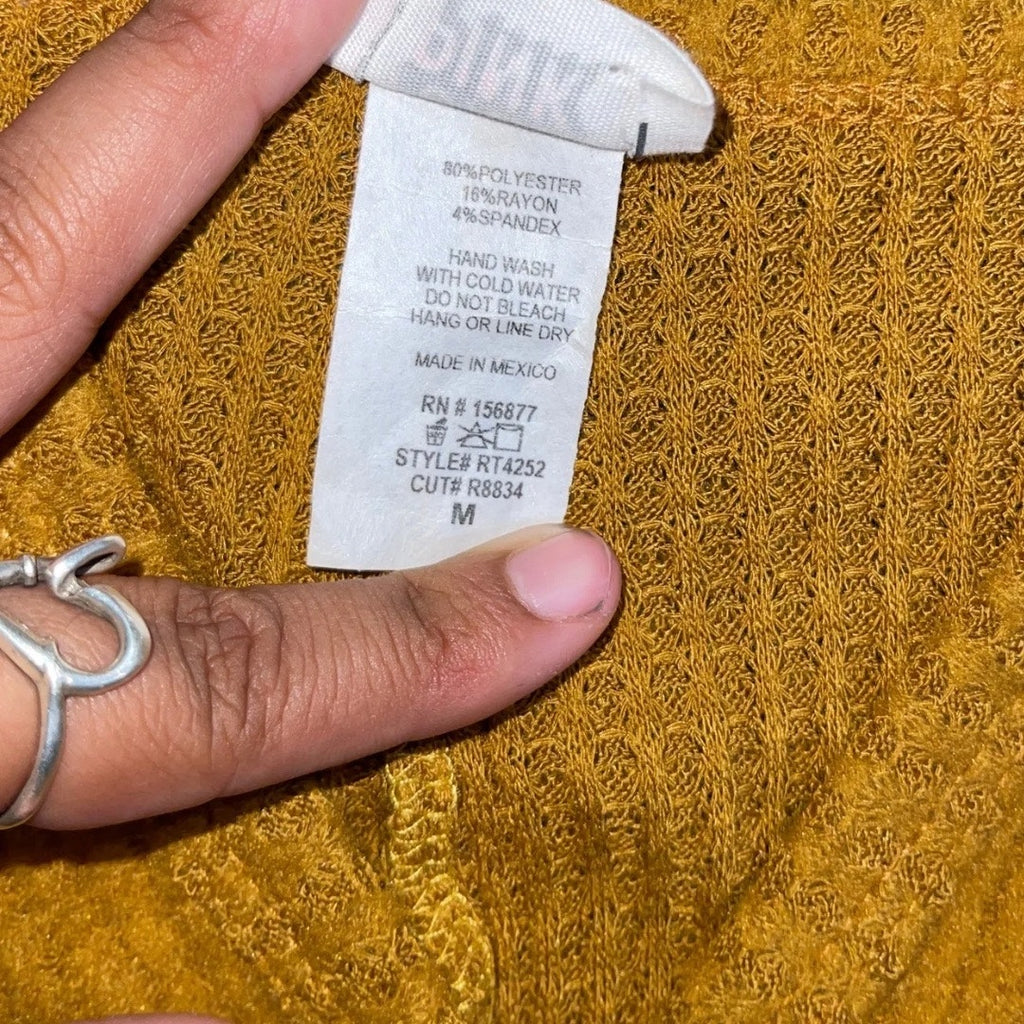 80%POLYESTER
16%RAYON
4%SPANDEX
HAND WASH
WITH COLD WATER
DO NOT BLEACH
HANG OR LINE DRY
MADE IN MEXICO
RN # 156877
STYLE# RT4252
CUT# R8834
M